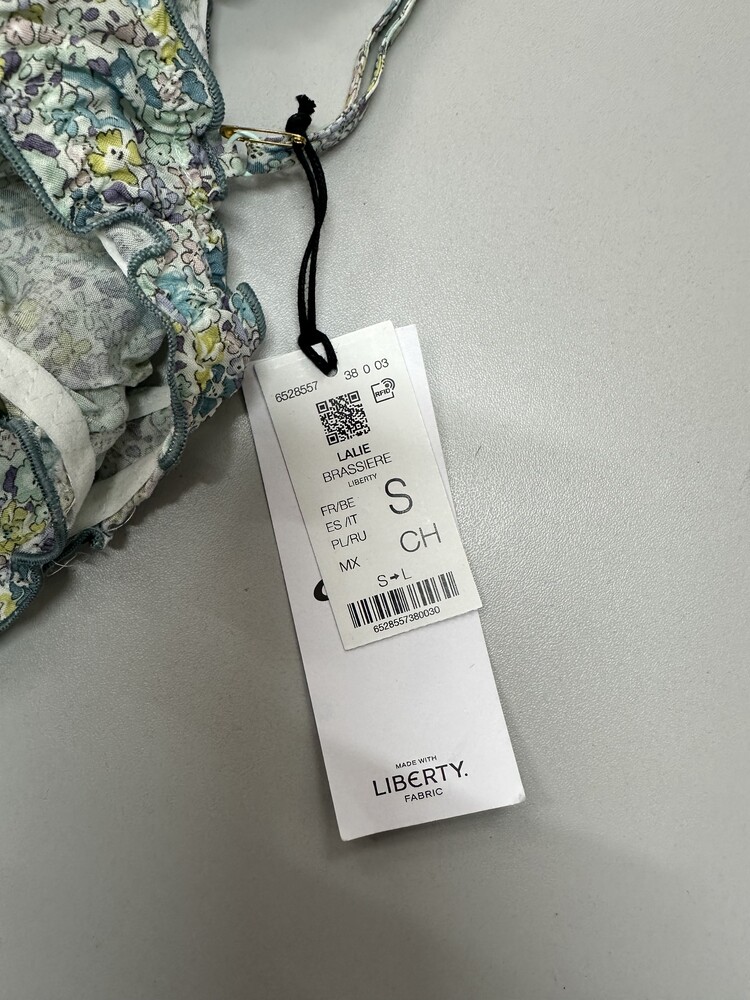 6528557 38 0 03
RFID
LALIE
BRASSIERE
LIBERTY
FR/BE
ES /IT
S
PL/RU
MX
CH
S➔L
6528557380030
MADE WITH
LIBERTY.
FABRIC